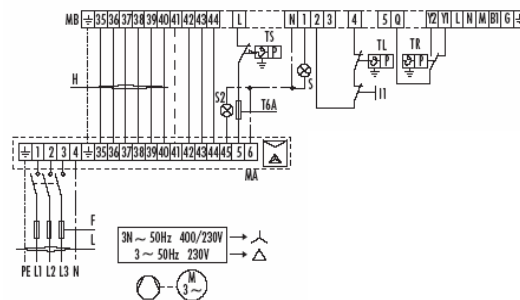 MB 35 36 37 38 39 40 41 42 43 44 L N 1 2 3 4 5 Q Y2 Y1 L N M B1 G
TS
P
TL
P
TR
P
H
S
S2
T6A
I1
1 2 3 4 35 36 37 38 39 40 41 42 43 44 45 5 6
MA
F
L
PE L1 L2 L3 N
3N ~ 50Hz 400/230V
3 ~ 50Hz 230V
M
3 ~